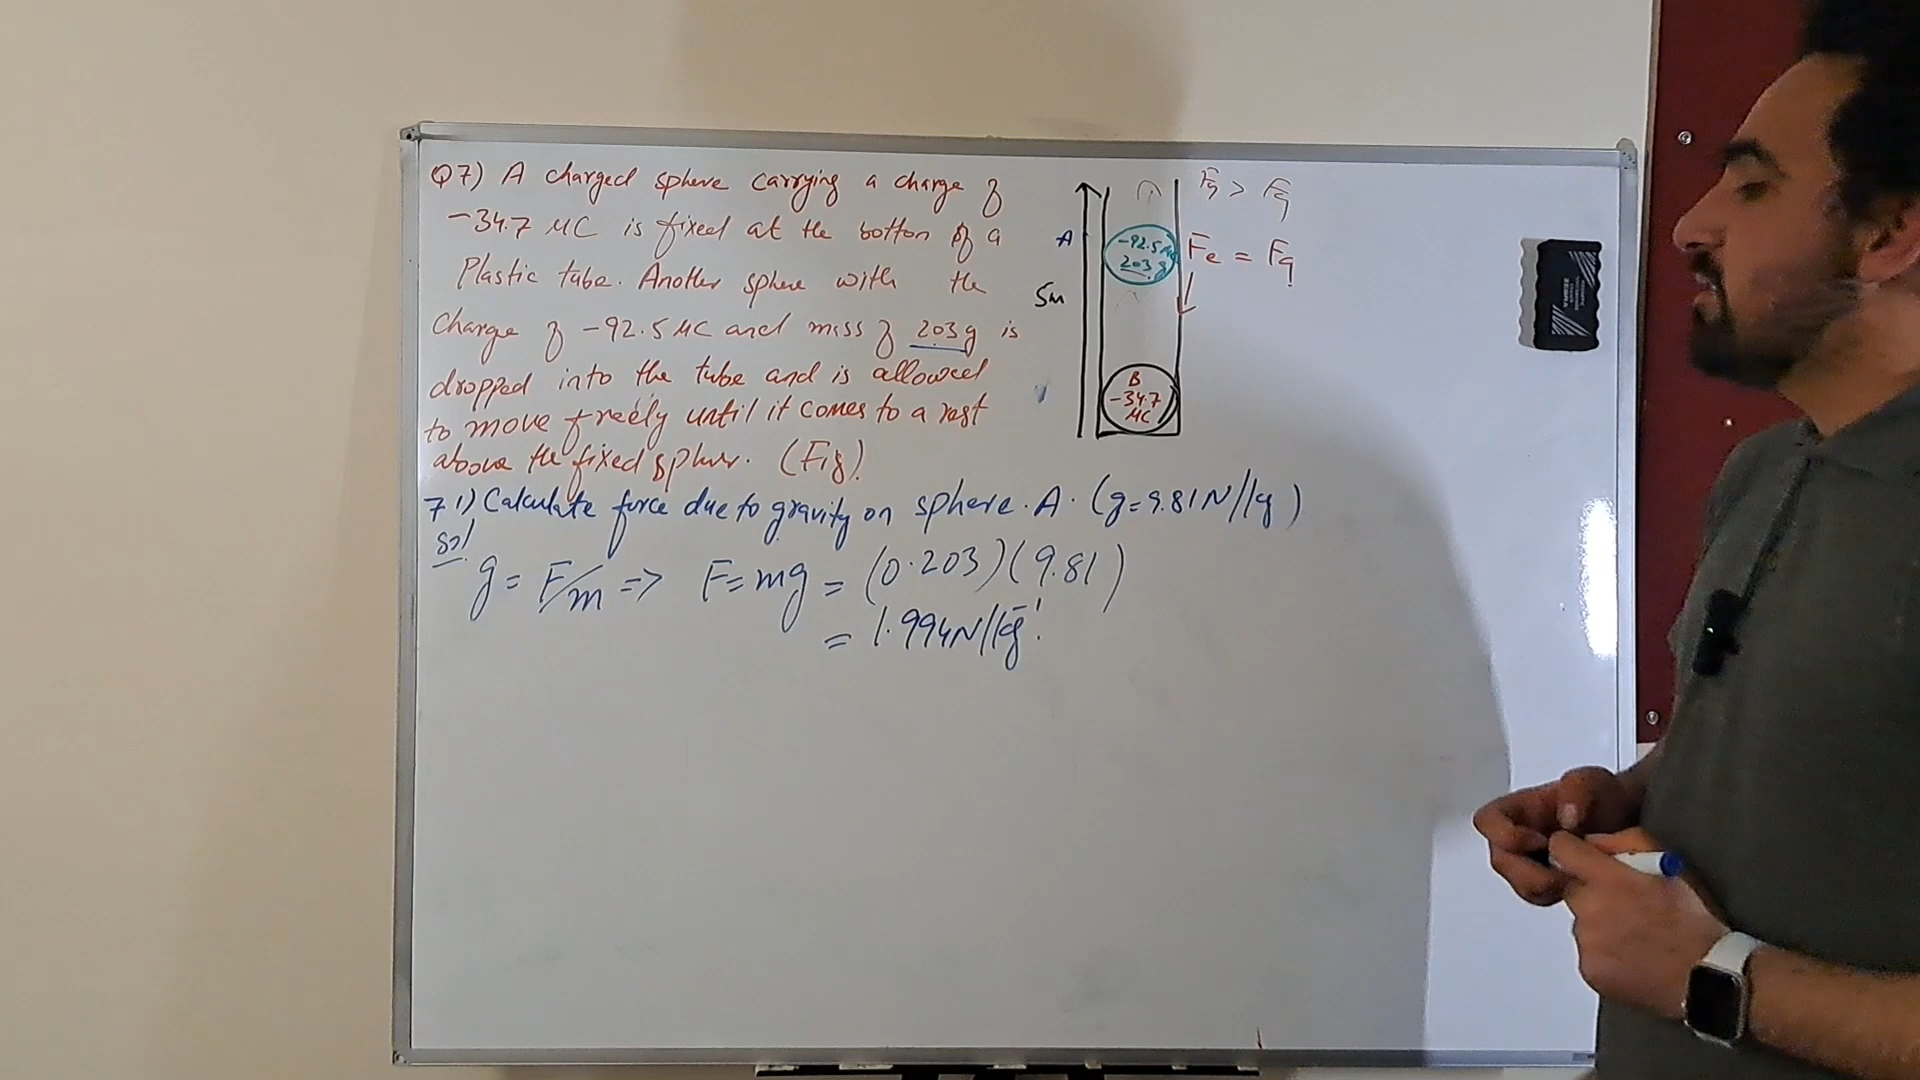 Q7) A charged sphere carrying a charge of
-34.7 MC is fixed at the botton of a
Plastic tube. Another sphere with the
Charge of -92.5 MC and mass of 203g is
dropped into the tube and is allowed
to move freely until it comes to a rest
above the fixed sphere. (Fig)
7.1) Calculate force due to gravity on sphere. A. (g=9.81N/kg)
Sol
g = F/m => F = mg = (0.203)(9.81)
= 1.994N/kg⁻¹.
A
5m
-92.5
203g
B
-34.7
MC
Fg > Fg
Fe = Fg
ZEBRA